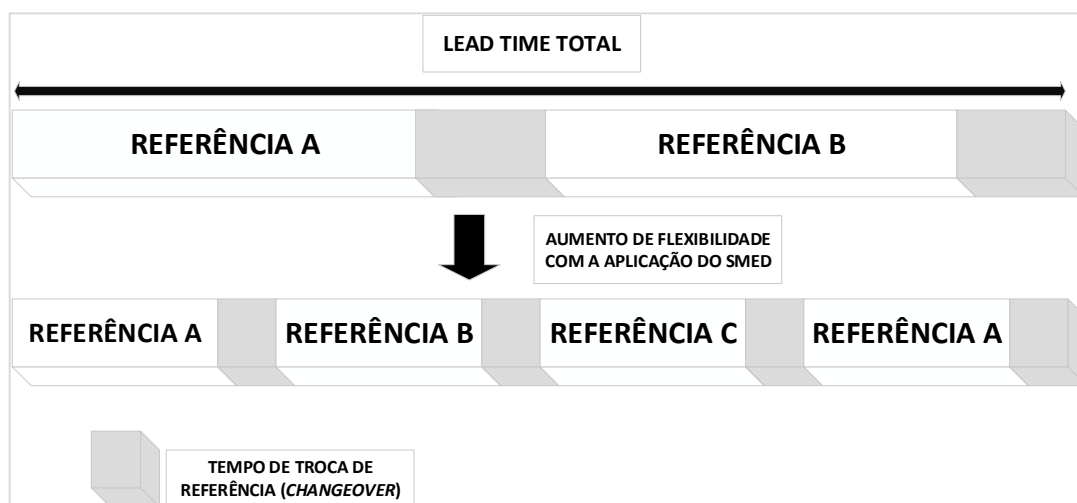 LEAD TIME TOTAL
REFERÊNCIA A
REFERÊNCIA B
AUMENTO DE FLEXIBILIDADE
COM A APLICAÇÃO DO SMED
REFERÊNCIA A
REFERÊNCIA B
REFERÊNCIA C
REFERÊNCIA A
TEMPO DE TROCA DE
REFERÊNCIA (CHANGEOVER)